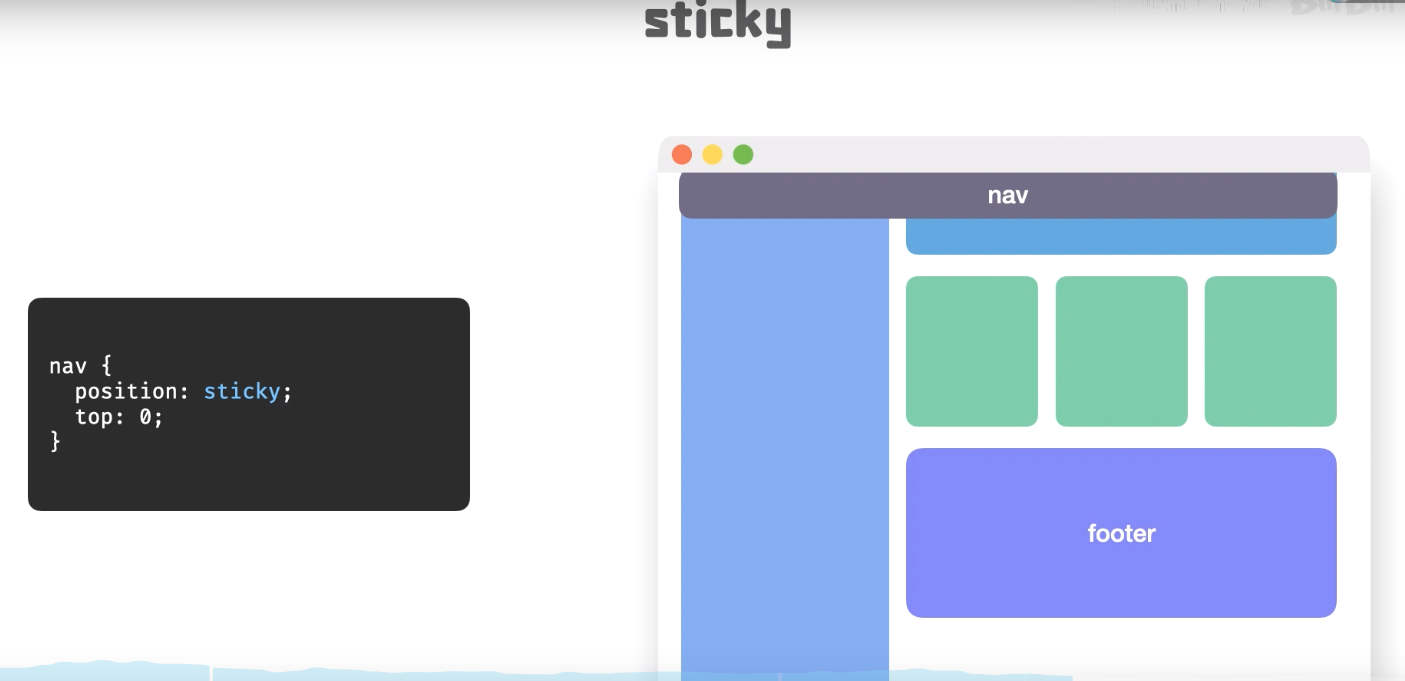 sticky
nav
nav {
  position: sticky;
  top: 0;
}
footer